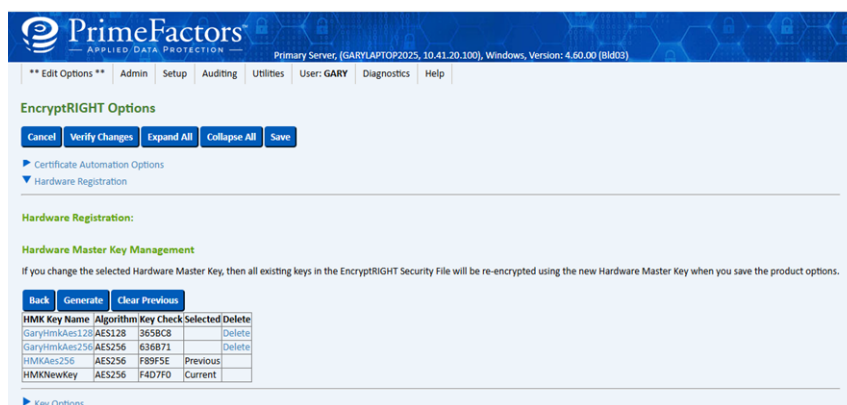 PrimeFactors
APPLIED DATA PROTECTION
Primary Server, (GARYLAPTOP2025, 10.41.20.100), Windows, Version: 4.60.00 (Bld03)
** Edit Options ** Admin Setup Auditing Utilities User: GARY Diagnostics Help
EncryptRIGHT Options
Cancel Verify Changes Expand All Collapse All Save
Certificate Automation Options
Hardware Registration
Hardware Registration:
Hardware Master Key Management
If you change the selected Hardware Master Key, then all existing keys in the EncryptRIGHT Security File will be re-encrypted using the new Hardware Master Key when you save the product options.
Back Generate Clear Previous
HMK Key Name Algorithm Key Check Selected Delete
GaryHmkAes128 AES128 365BC8 Delete
GaryHmkAes256 AES256 636B71 Delete
HMKAes256 AES256 F89F5E Previous
HMKNewKey AES256 F4D7F0 Current
Key Options